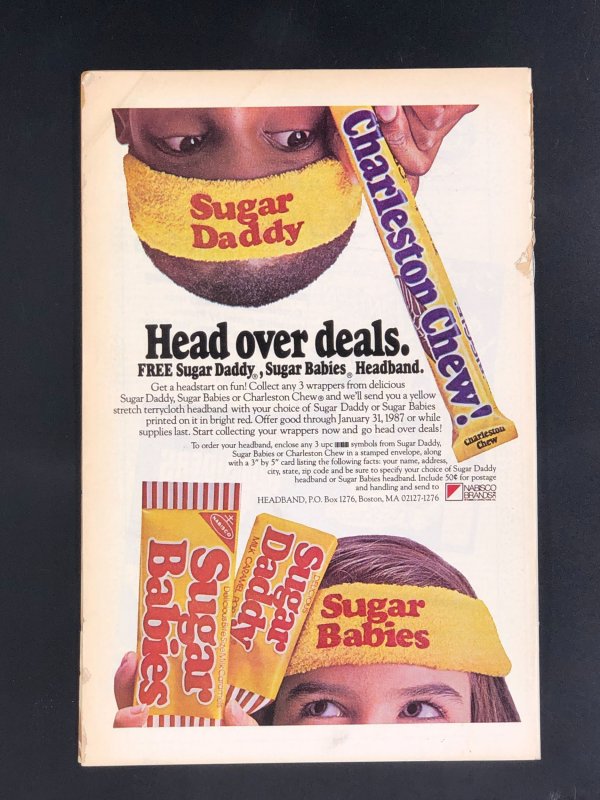 Sugar
Daddy
Charleston Chew!
Charleston
Chew
Head over deals.
FREE Sugar Daddy®, Sugar Babies® Headband.
Get a headstart on fun! Collect any 3 wrappers from delicious
Sugar Daddy, Sugar Babies or Charleston Chew® and we'll send you a yellow
stretch terrycloth headband with your choice of Sugar Daddy or Sugar Babies
printed on it in bright red. Offer good through January 31, 1987 or while
supplies last. Start collecting your wrappers now and go head over deals!
To order your headband, enclose any 3 upc symbols from Sugar Daddy,
Sugar Babies or Charleston Chew in a stamped envelope, along
with a 3" by 5" card listing the following facts: your name, address,
city, state, zip code and be sure to specify your choice of Sugar Daddy
headband or Sugar Babies headband. Include 50¢ for postage
and handling and send to
HEADBAND, P.O. Box 1276, Boston, MA 02127-1276
NABISCO
BRANDS
NABISCO
Sugar
Babies
DELICIOUS
Sugar
Daddy
MILK CARAMEL POP
Sugar
Babies